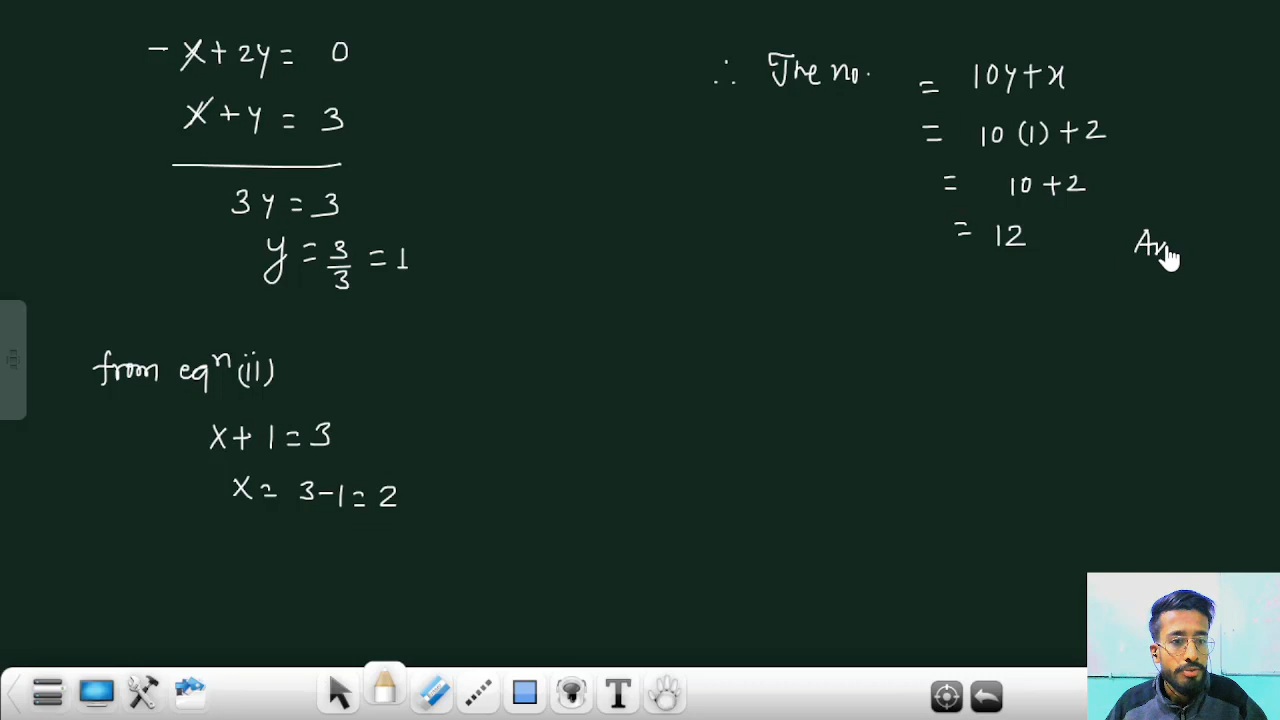 - x + 2y = 0
x + y = 3
3y = 3
y = 3/3 = 1
from eqⁿ (ii)
x + 1 = 3
x = 3 - 1 = 2
∴ The no. = 10y + x
= 10 (1) + 2
= 10 + 2
= 12